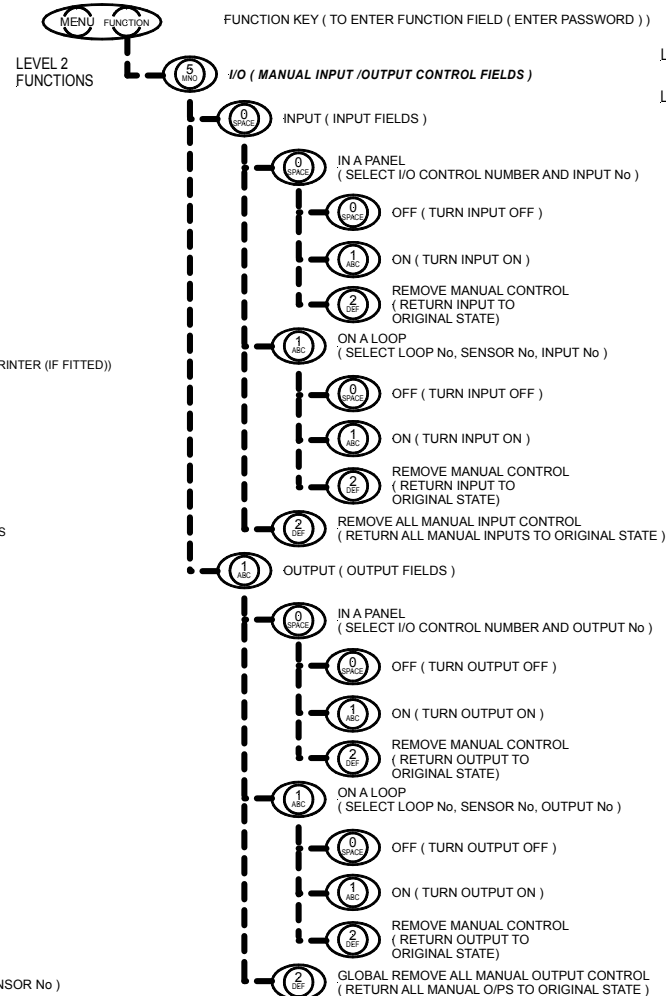 MENU FUNCTION FUNCTION KEY ( TO ENTER FUNCTION FIELD ( ENTER PASSWORD ) )
L
L
LEVEL 2
FUNCTIONS
5 MNO I/O ( MANUAL INPUT /OUTPUT CONTROL FIELDS )
0 SPACE INPUT ( INPUT FIELDS )
0 SPACE IN A PANEL
( SELECT I/O CONTROL NUMBER AND INPUT No )
0 SPACE OFF ( TURN INPUT OFF )
1 ABC ON ( TURN INPUT ON )
2 DEF REMOVE MANUAL CONTROL
( RETURN INPUT TO
ORIGINAL STATE)
1 ABC ON A LOOP
( SELECT LOOP No, SENSOR No, INPUT No )
RINTER (IF FITTED))
0 SPACE OFF ( TURN INPUT OFF )
1 ABC ON ( TURN INPUT ON )
2 DEF REMOVE MANUAL CONTROL
( RETURN INPUT TO
ORIGINAL STATE)
2 DEF REMOVE ALL MANUAL INPUT CONTROL
( RETURN ALL MANUAL INPUTS TO ORIGINAL STATE )
S
1 ABC OUTPUT ( OUTPUT FIELDS )
0 SPACE IN A PANEL
( SELECT I/O CONTROL NUMBER AND OUTPUT No )
0 SPACE OFF ( TURN OUTPUT OFF )
1 ABC ON ( TURN OUTPUT ON )
2 DEF REMOVE MANUAL CONTROL
( RETURN OUTPUT TO
ORIGINAL STATE)
1 ABC ON A LOOP
( SELECT LOOP No, SENSOR No, OUTPUT No )
0 SPACE OFF ( TURN OUTPUT OFF )
1 ABC ON ( TURN OUTPUT ON )
2 DEF REMOVE MANUAL CONTROL
( RETURN OUTPUT TO
ORIGINAL STATE)
2 DEF GLOBAL REMOVE ALL MANUAL OUTPUT CONTROL
( RETURN ALL MANUAL O/PS TO ORIGINAL STATE )
NSOR No )